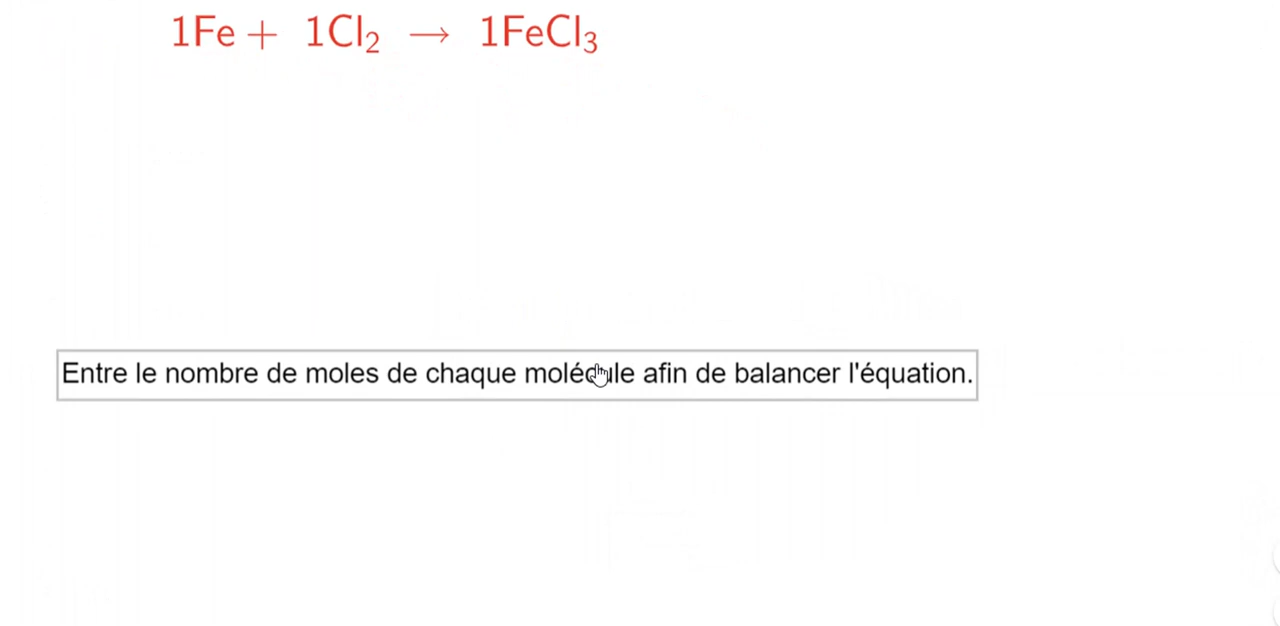 1Fe + 1Cl₂ → 1FeCl₃
Entre le nombre de moles de chaque molécule afin de balancer l'équation.